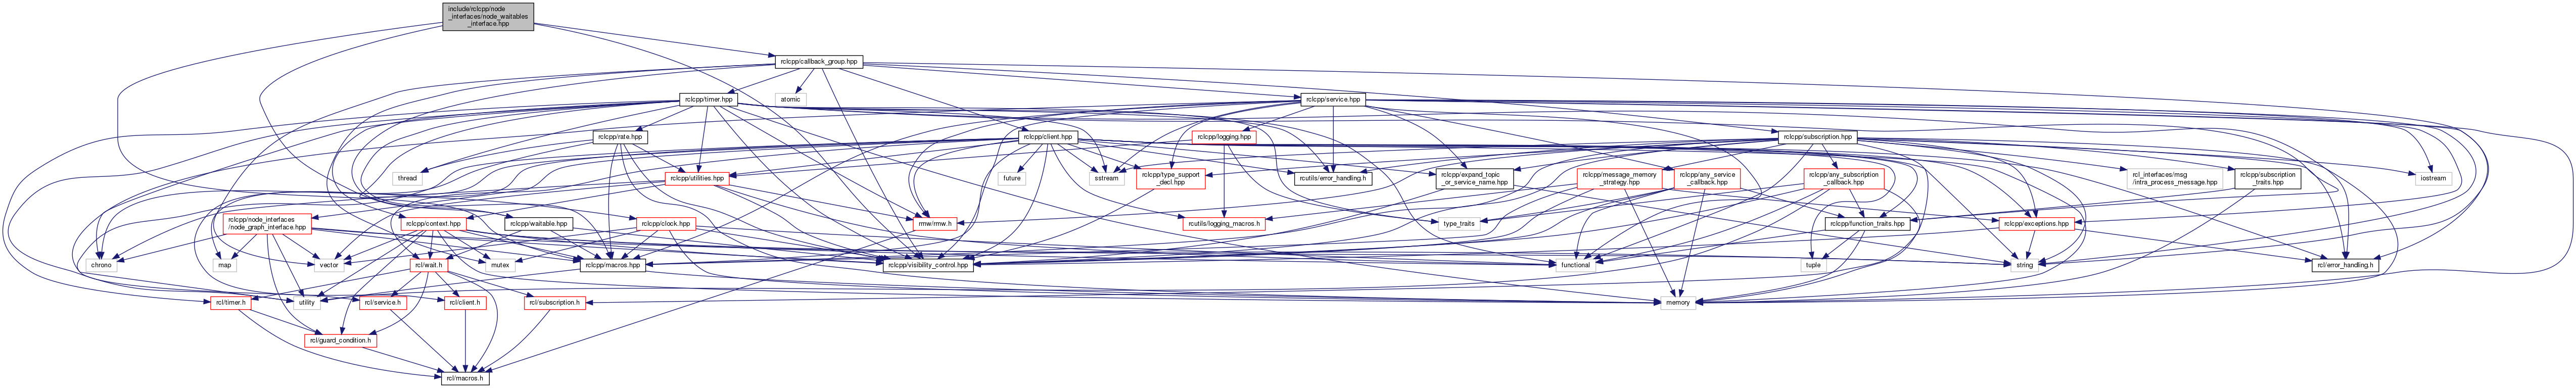 include/rclcpp/node
_interfaces/node_waitables
_interface.hpp
rclcpp/callback_group.hpp
rclcpp/timer.hpp
atomic
rclcpp/service.hpp
rclcpp/rate.hpp
rclcpp/client.hpp
rclcpp/logging.hpp
rclcpp/subscription.hpp
thread
rclcpp/utilities.hpp
future
sstream
rclcpp/type_support
_decl.hpp
rcutils/error_handling.h
rclcpp/expand_topic
_or_service_name.hpp
rclcpp/message_memory
_strategy.hpp
rclcpp/any_service
_callback.hpp
rclcpp/any_subscription
_callback.hpp
rcl_interfaces/msg
/intra_process_message.hpp
rclcpp/subscription
_traits.hpp
iostream
rclcpp/node_interfaces
/node_graph_interface.hpp
rclcpp/context.hpp
rclcpp/waitable.hpp
rclcpp/clock.hpp
rmw/rmw.h
rcutils/logging_macros.h
type_traits
rclcpp/function_traits.hpp
rclcpp/exceptions.hpp
chrono
map
vector
rcl/wait.h
mutex
rclcpp/macros.hpp
rclcpp/visibility_control.hpp
functional
tuple
string
rcl/error_handling.h
rcl/timer.h
utility
rcl/service.h
rcl/client.h
rcl/subscription.h
memory
rcl/guard_condition.h
rcl/macros.h